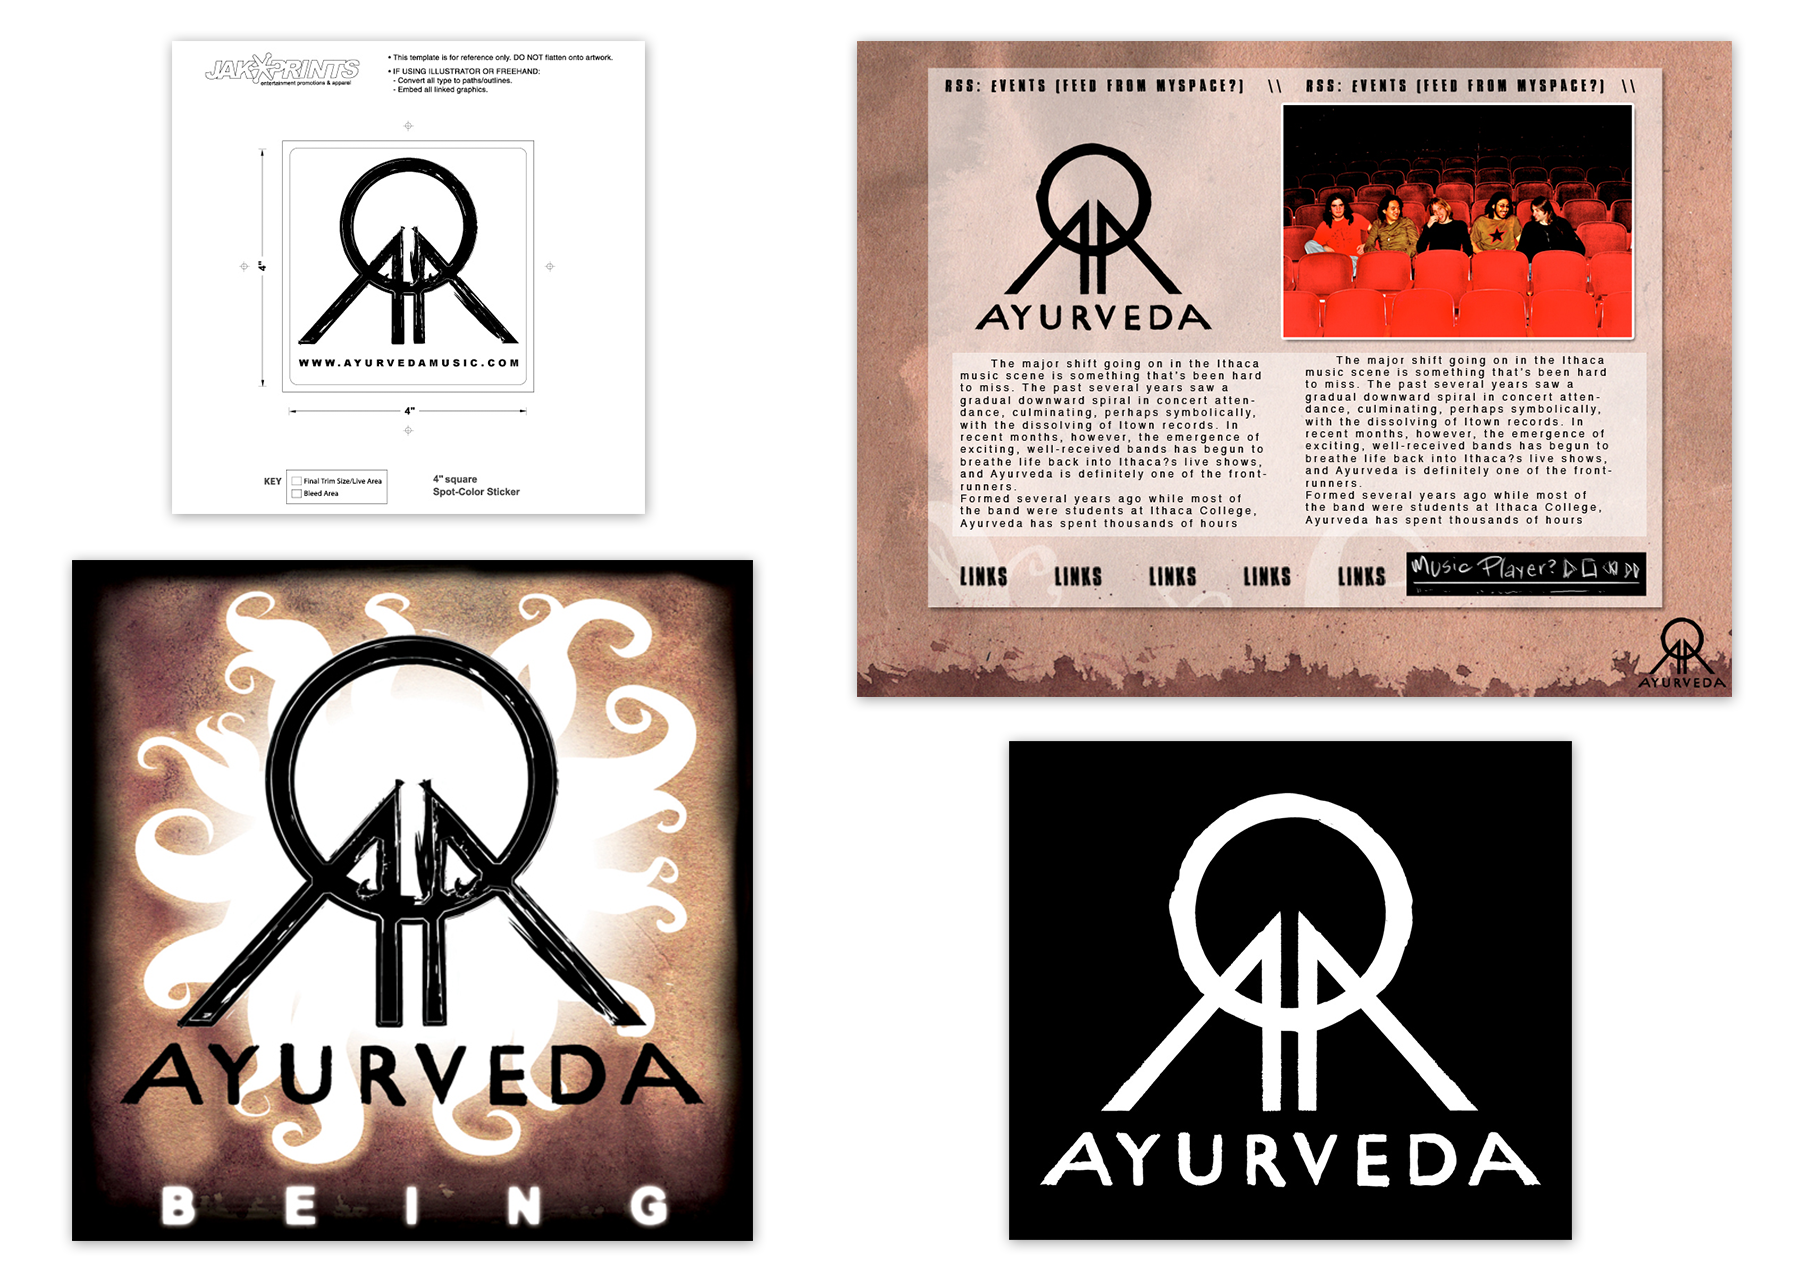 JAKPRINTS
entertainment promotions & apparel
• This template is for reference only. DO NOT flatten onto artwork.
• IF USING ILLUSTRATOR OR FREEHAND:
- Convert all type to paths/outlines.
- Embed all linked graphics.
4"
WWW.AYURVEDAMUSIC.COM
4"
KEY
Final Trim Size/Live Area
Bleed Area
4" square
Spot-Color Sticker
RSS: EVENTS [FEED FROM MYSPACE?] \\ RSS: EVENTS [FEED FROM MYSPACE?] \\
AYURVEDA
The major shift going on in the Ithaca
music scene is something that's been hard
to miss. The past several years saw a
gradual downward spiral in concert atten-
dance, culminating, perhaps symbolically,
with the dissolving of Itown records. In
recent months, however, the emergence of
exciting, well-received bands has begun to
breathe life back into Ithaca?s live shows,
and Ayurveda is definitely one of the front-
runners.
Formed several years ago while most of
the band were students at Ithaca College,
Ayurveda has spent thousands of hours
The major shift going on in the Ithaca
music scene is something that's been hard
to miss. The past several years saw a
gradual downward spiral in concert atten-
dance, culminating, perhaps symbolically,
with the dissolving of Itown records. In
recent months, however, the emergence of
exciting, well-received bands has begun to
breathe life back into Ithaca?s live shows,
and Ayurveda is definitely one of the front-
runners.
Formed several years ago while most of
the band were students at Ithaca College,
Ayurveda has spent thousands of hours
LINKS LINKS LINKS LINKS LINKS
Music Player?
AYURVEDA
AYURVEDA
BEING
AYURVEDA